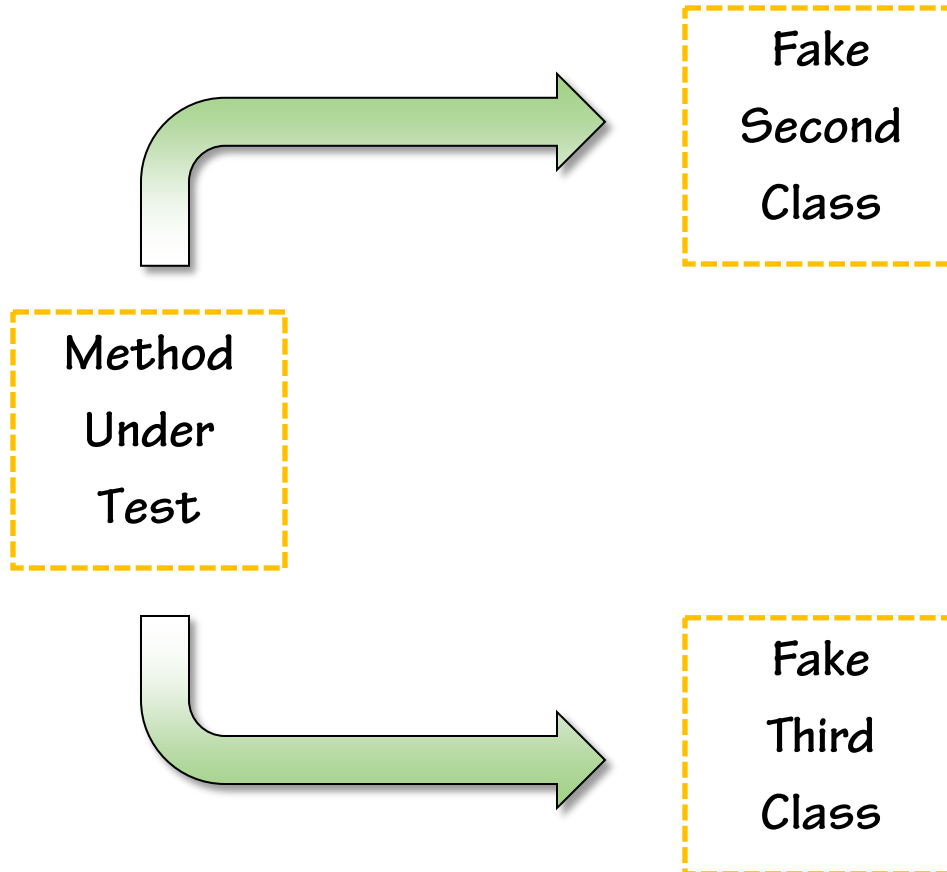 Fake
Second
Class
Method
Under
Test
Fake
Third
Class